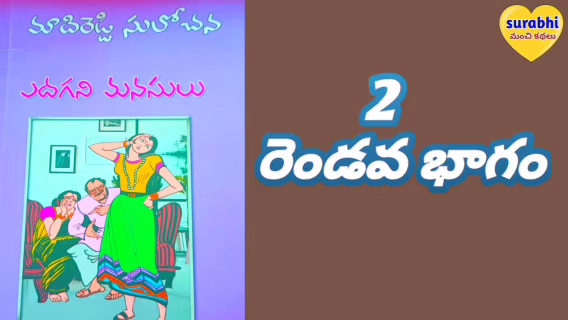 మాదిరెడ్డి సులోచన
ఎదగని మనసులు
2
రెండవ భాగం
surabhi
మంచి కథలు